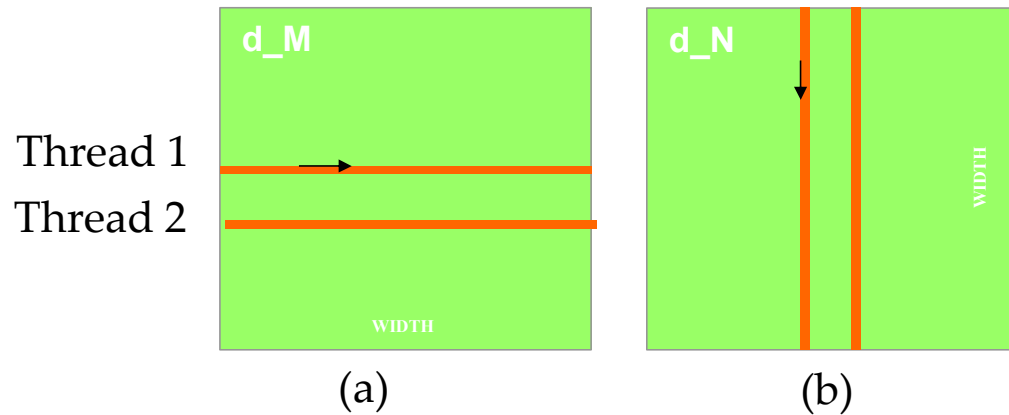 d_M
d_N
Thread 1
Thread 2
WIDTH
WIDTH
(a)
(b)